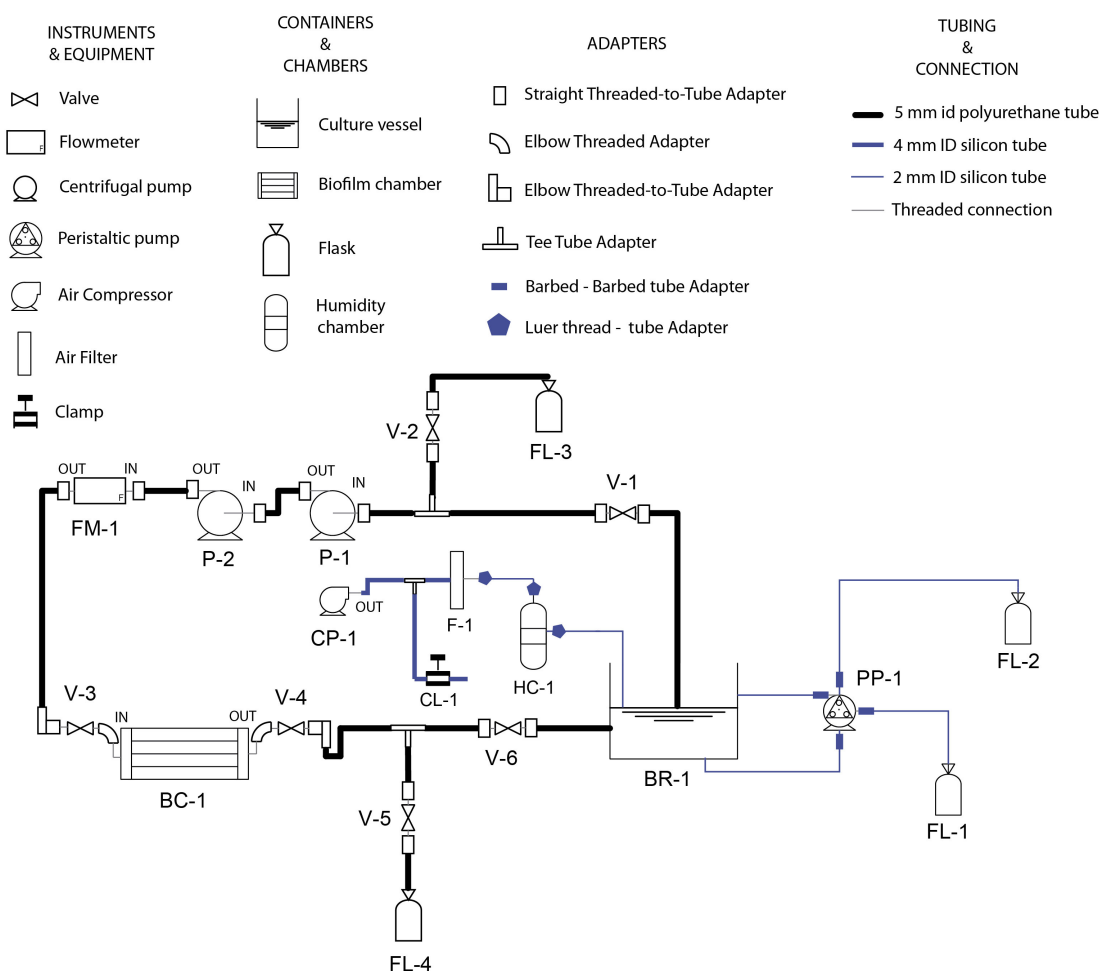 INSTRUMENTS
& EQUIPMENT
Valve
F
Flowmeter
Centrifugal pump
Peristaltic pump
Air Compressor
Air Filter
Clamp
CONTAINERS
&
CHAMBERS
Culture vessel
Biofilm chamber
Flask
Humidity
chamber
ADAPTERS
Straight Threaded-to-Tube Adapter
Elbow Threaded Adapter
Elbow Threaded-to-Tube Adapter
Tee Tube Adapter
Barbed - Barbed tube Adapter
Luer thread - tube Adapter
TUBING
&
CONNECTION
5 mm id polyurethane tube
4 mm ID silicon tube
2 mm ID silicon tube
Threaded connection
V-2
FL-3
OUT
IN
OUT
IN
OUT
IN
V-1
F
FM-1
P-2
P-1
OUT
CP-1
F-1
CL-1
HC-1
FL-2
PP-1
V-3
IN
OUT
V-4
BC-1
V-6
BR-1
V-5
FL-1
FL-4